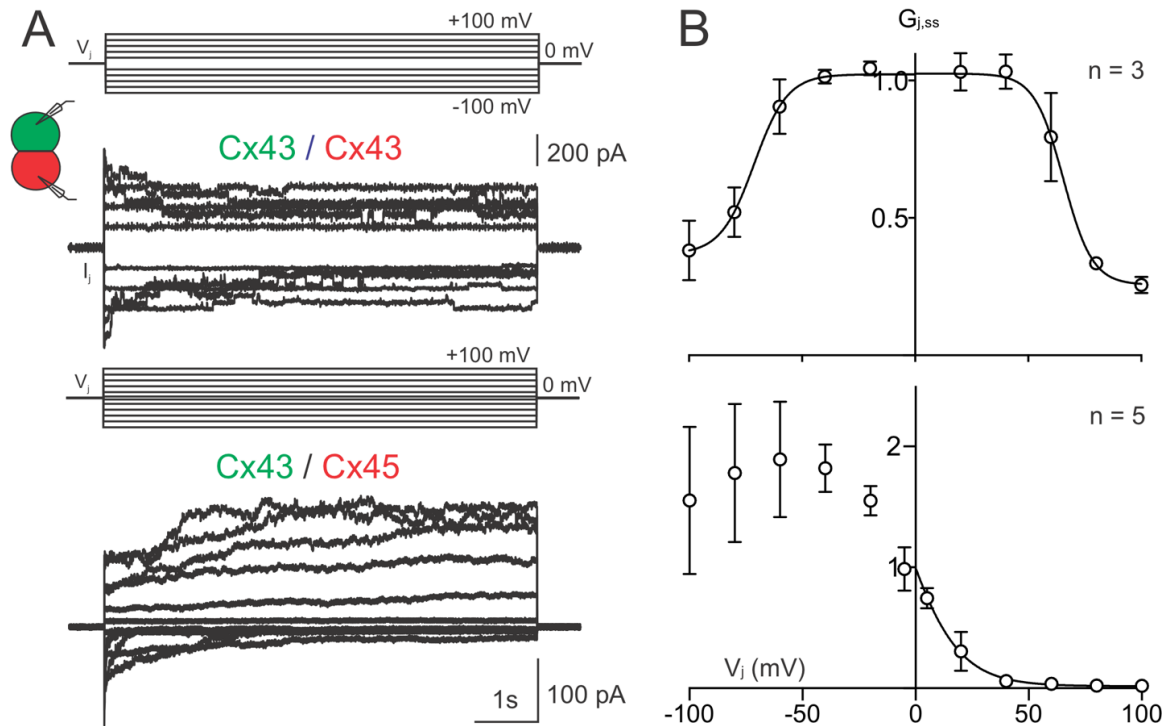 A
+100 mV
Vj
0 mV
-100 mV
Cx43 / Cx43
200 pA
Ij
+100 mV
Vj
0 mV
Cx43 / Cx45
1s
100 pA
B
Gj,ss
n = 3
1.0
0.5
n = 5
2
1
Vj (mV)
-100 -50 0 50 100